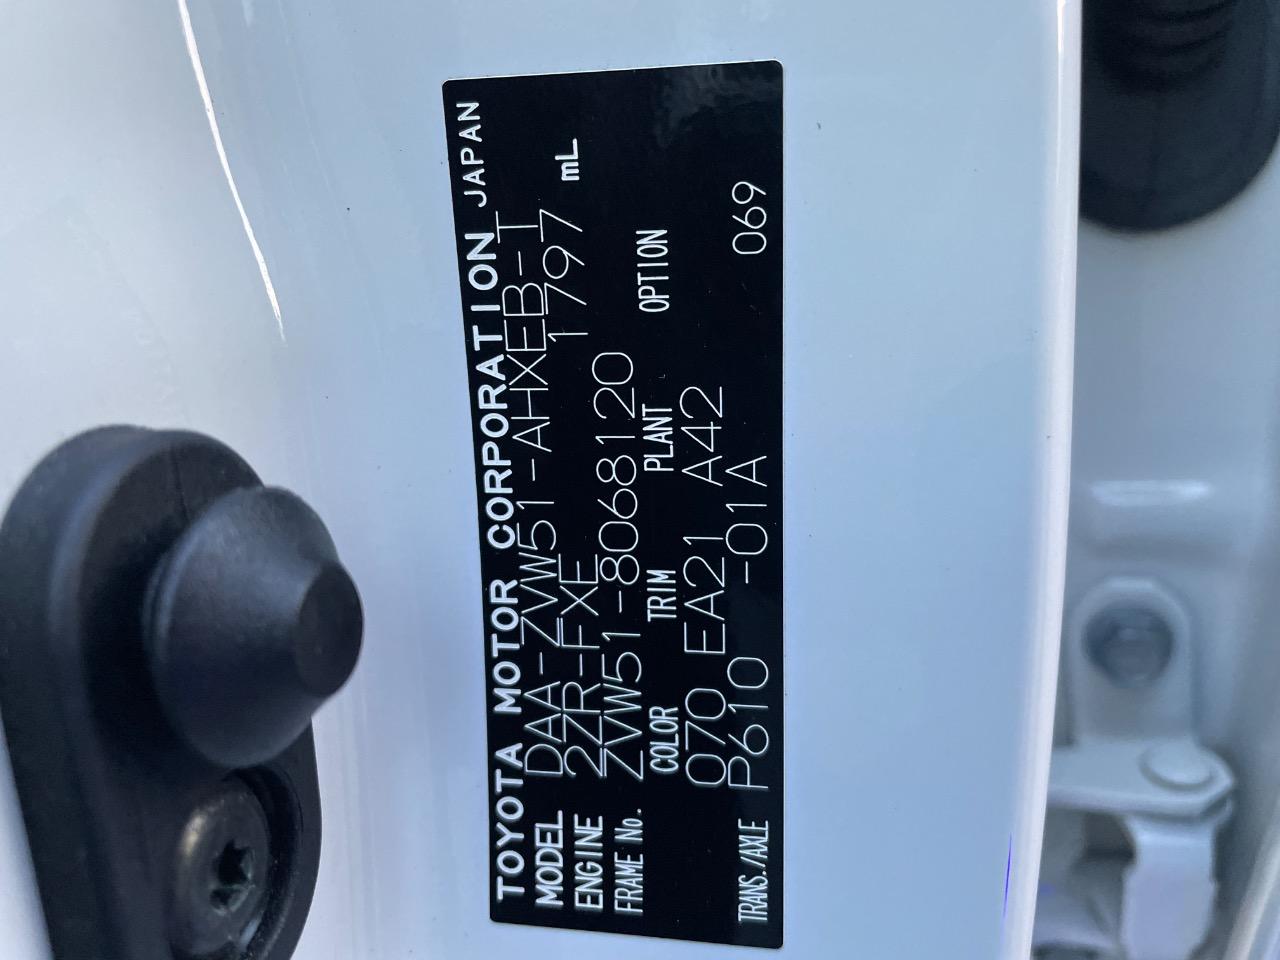 TOYOTA MOTOR CORPORATION JAPAN
MODEL DAA-ZVW51-AHXEB-T
ENGINE 2ZR-FXE 1797 mL
FRAME No. ZVW51-8068120
COLOR TRIM PLANT OPTION
070 EA21 A42
TRANS./AXLE P610 -01A 069